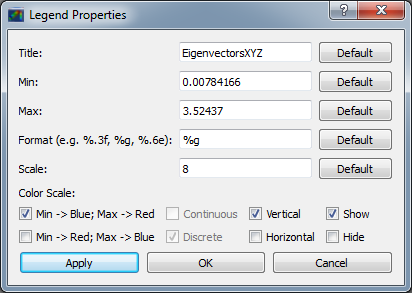 Legend Properties
Title: EigenvectorsXYZ Default
Min: 0.00784166 Default
Max: 3.52437 Default
Format (e.g. %.3f, %g, %.6e): %g Default
Scale: 8 Default
Color Scale:
Min -> Blue; Max -> Red Continuous Vertical Show
Min -> Red; Max -> Blue Discrete Horizontal Hide
Apply OK Cancel